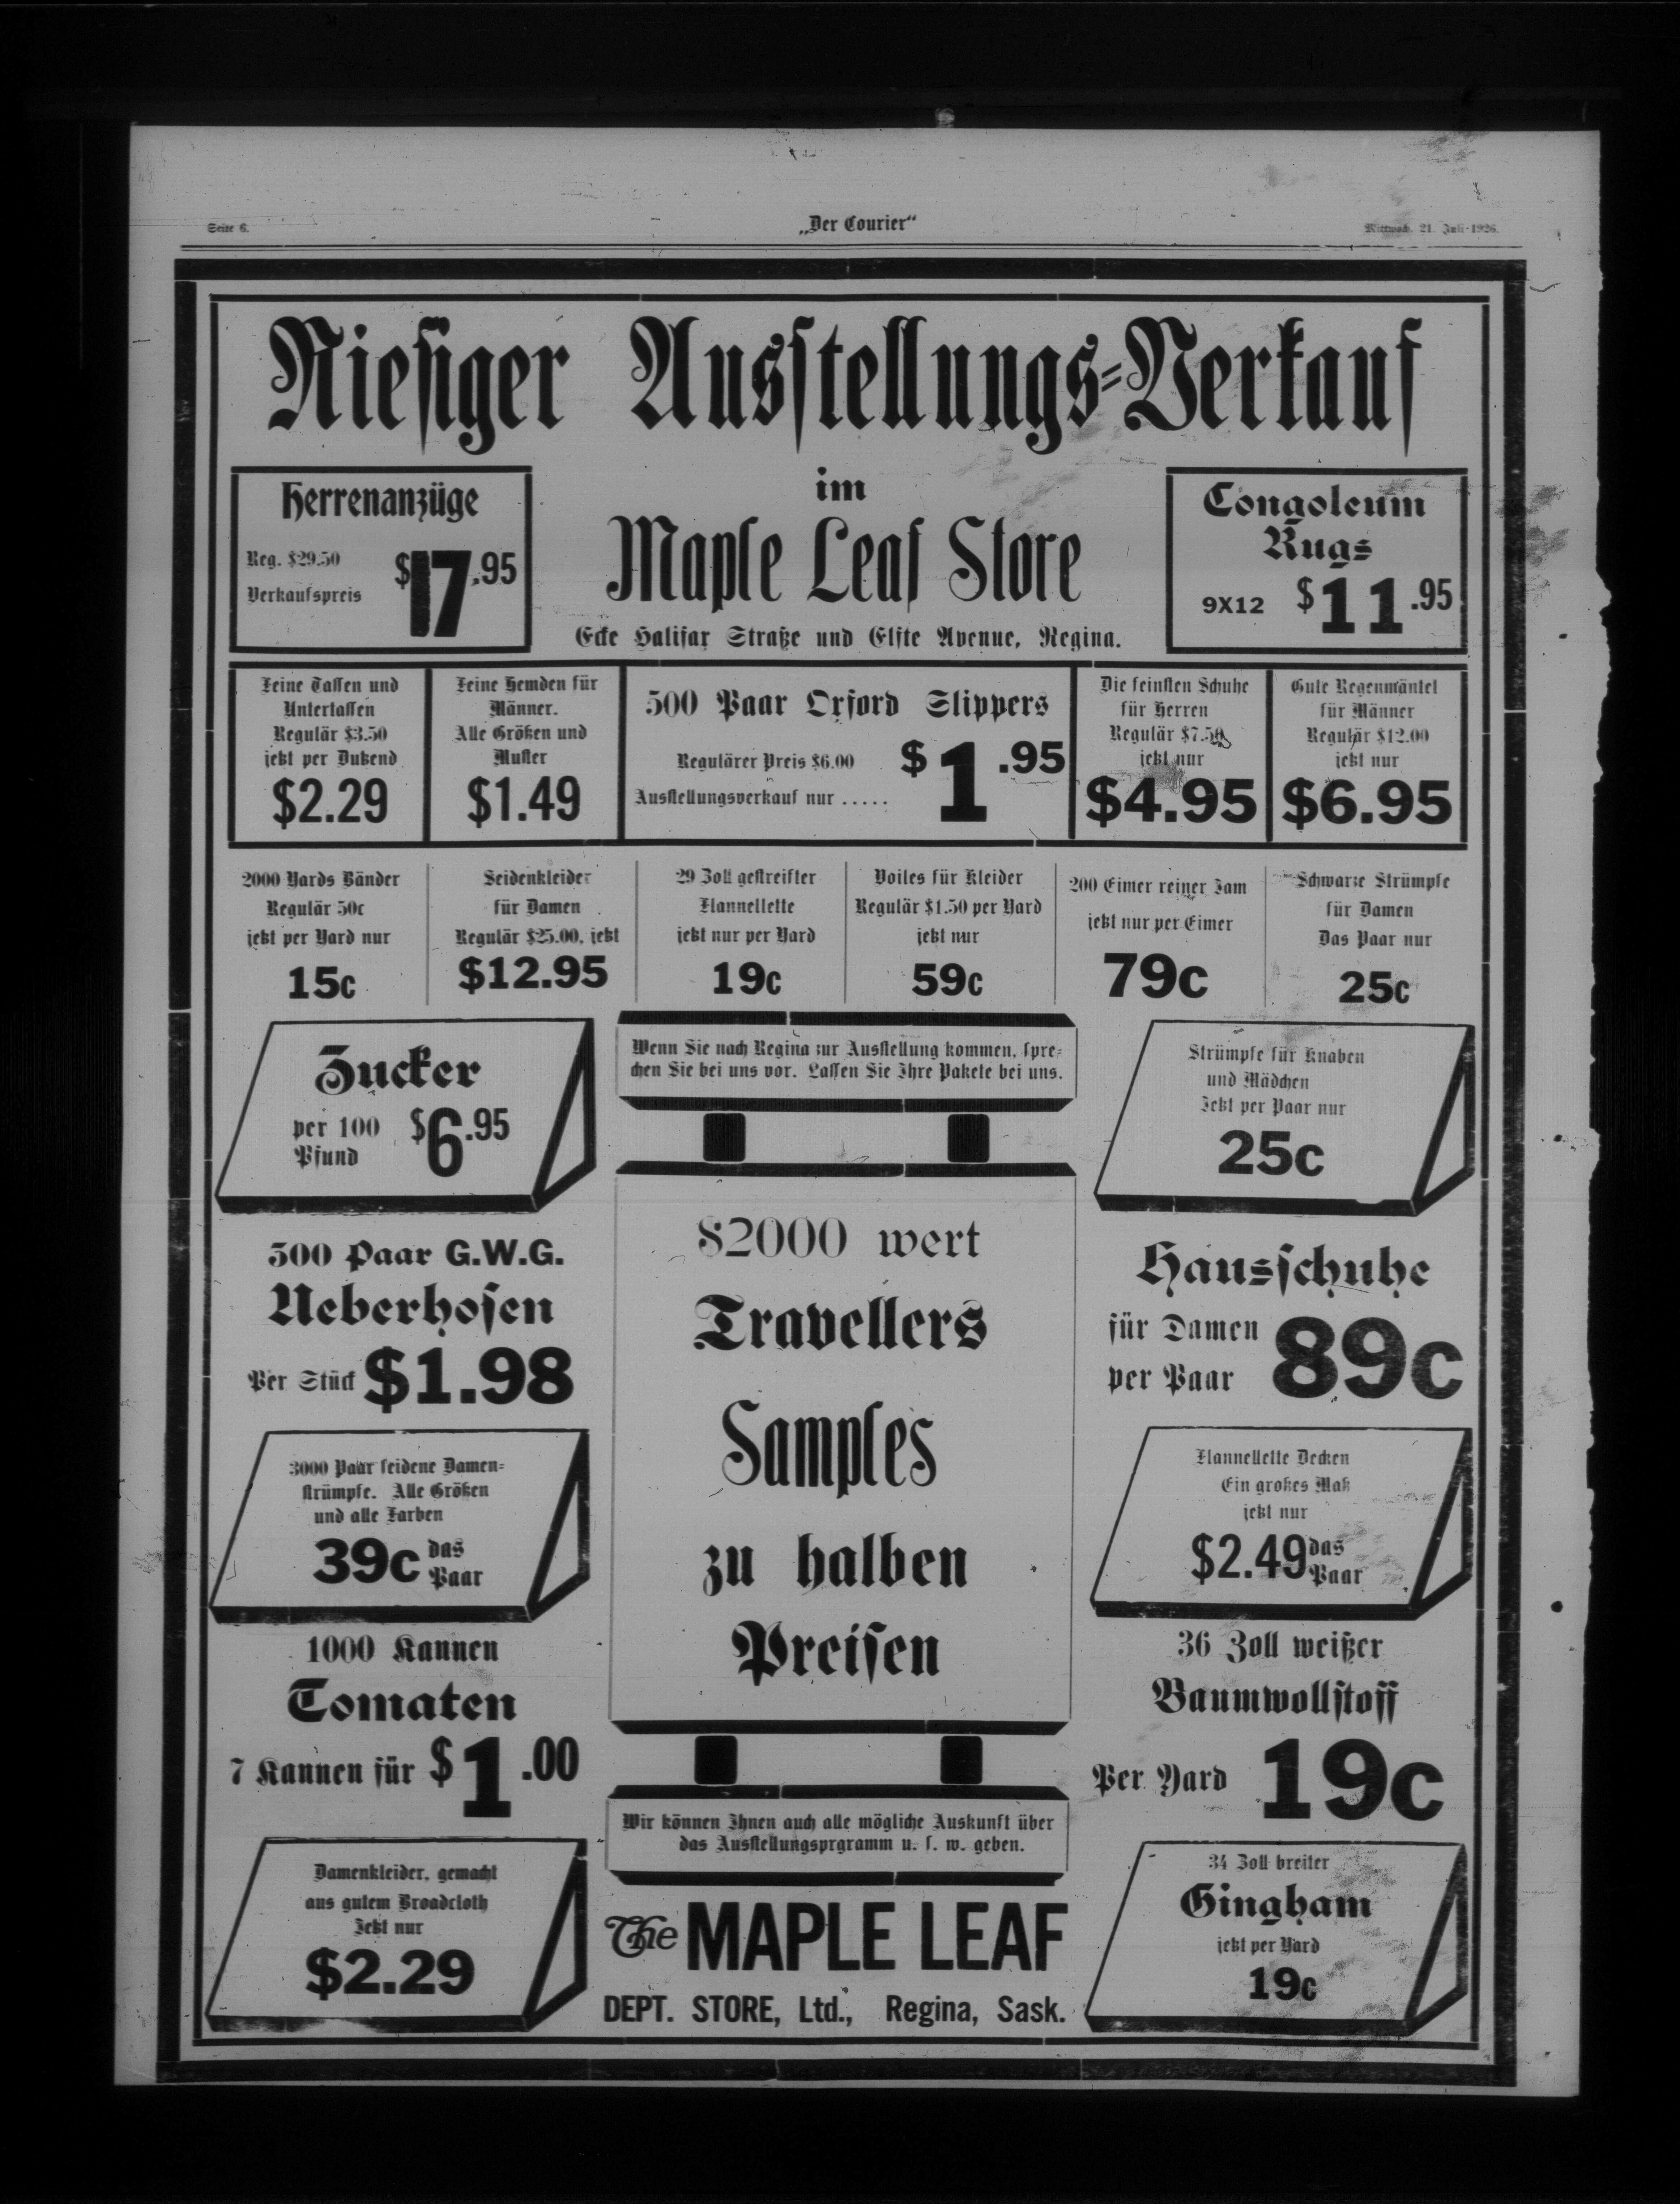 Seite 6.
„Der Courier“
Mittwoch, 21. Juli 1926.
Riesiger Ausstellungs-Verkauf
Herrenanzüge
Reg. $29.50
Verkaufspreis
$17.95
im
Maple Leaf Store
Ecke Halifax Straße und Elfte Avenue, Regina.
Congoleum
Rugs
9X12 $11.95
Feine Tassen und
Untertassen
Regulär $3.50
jetzt per Dutzend
$2.29
Feine Hemden für
Männer.
Alle Größen und
Muster
$1.49
500 Paar Oxford Slippers
Regulärer Preis $6.00
Ausstellungsverkauf nur .....
$1.95
Die feinsten Schuhe
für Herren
Regulär $7.50
jetzt nur
$4.95
Gute Regenmäntel
für Männer
Regulär $12.00
jetzt nur
$6.95
2000 Yards Bänder
Regulär 50c
jetzt per Yard nur
15c
Seidenkleider
für Damen
Regulär $25.00, jetzt
$12.95
29 Zoll gestreifter
Flannellette
jetzt nur per Yard
19c
Voiles für Kleider
Regulär $1.50 per Yard
jetzt nur
59c
200 Eimer reiner Jam
jetzt nur per Eimer
79c
Schwarze Strümpfe
für Damen
Das Paar nur
25c
Zucker
per 100
Pfund
$6.95
Wenn Sie nach Regina zur Ausstellung kommen, spre-
chen Sie bei uns vor. Lassen Sie Ihre Pakete bei uns.
Strümpfe für Knaben
und Mädchen
Jetzt per Paar nur
25c
500 Paar G.W.G.
Ueberhosen
Per Stück $1.98
$2000 wert
Travellers
Samples
zu halben
Preisen
Hausschuhe
für Damen
per Paar
89c
3000 Paar seidene Damen-
strümpfe. Alle Größen
und alle Farben
39c das
Paar
Flannellette Decken
Ein großes Maß
jetzt nur
$2.49 das
Paar
1000 Kannen
Tomaten
7 Kannen für $1.00
36 Zoll weißer
Baumwollstoff
Per Yard 19c
Wir können Ihnen auch alle mögliche Auskunft über
das Ausstellungsprgramm u. s. w. geben.
Damenkleider, gemacht
aus gutem Broadcloth
Jetzt nur
$2.29
The MAPLE LEAF
DEPT. STORE, Ltd., Regina, Sask.
34 Zoll breiter
Gingham
jetzt per Yard
19c